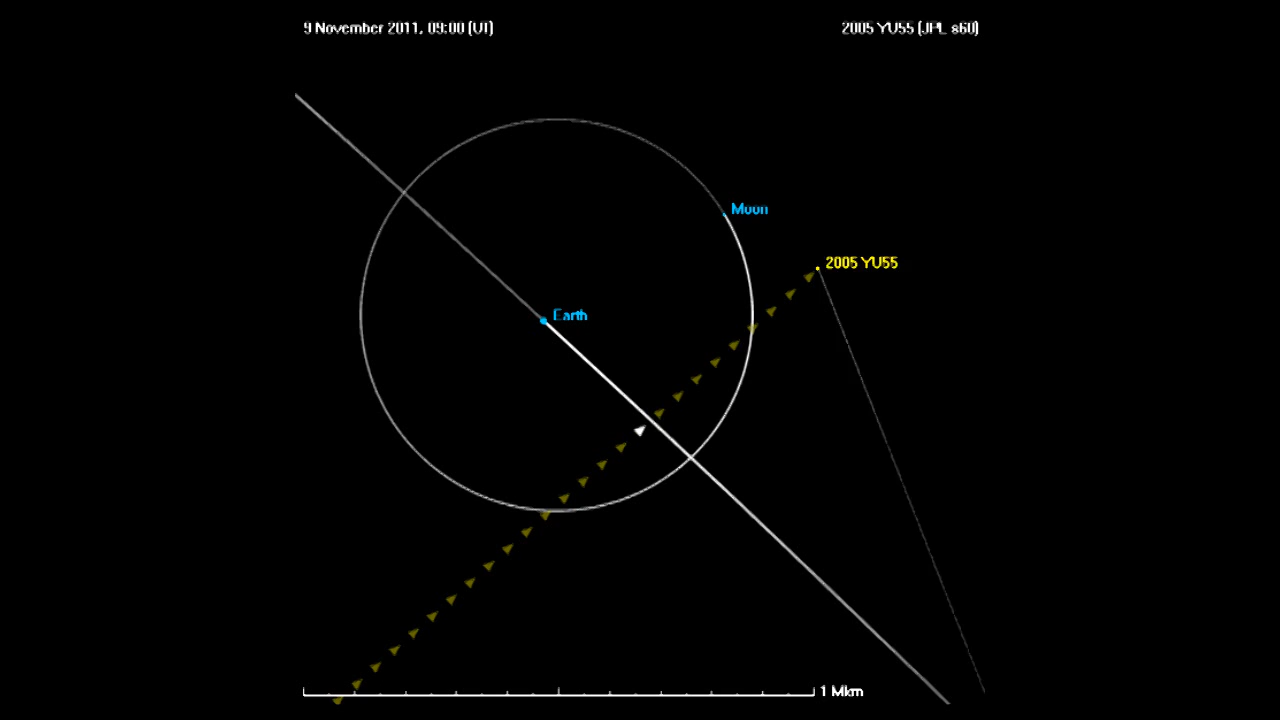 9 November 2011, 09:00 (UT)
2005 YU55 (JPL s60)
Moon
2005 YU55
Earth
1 Mkm